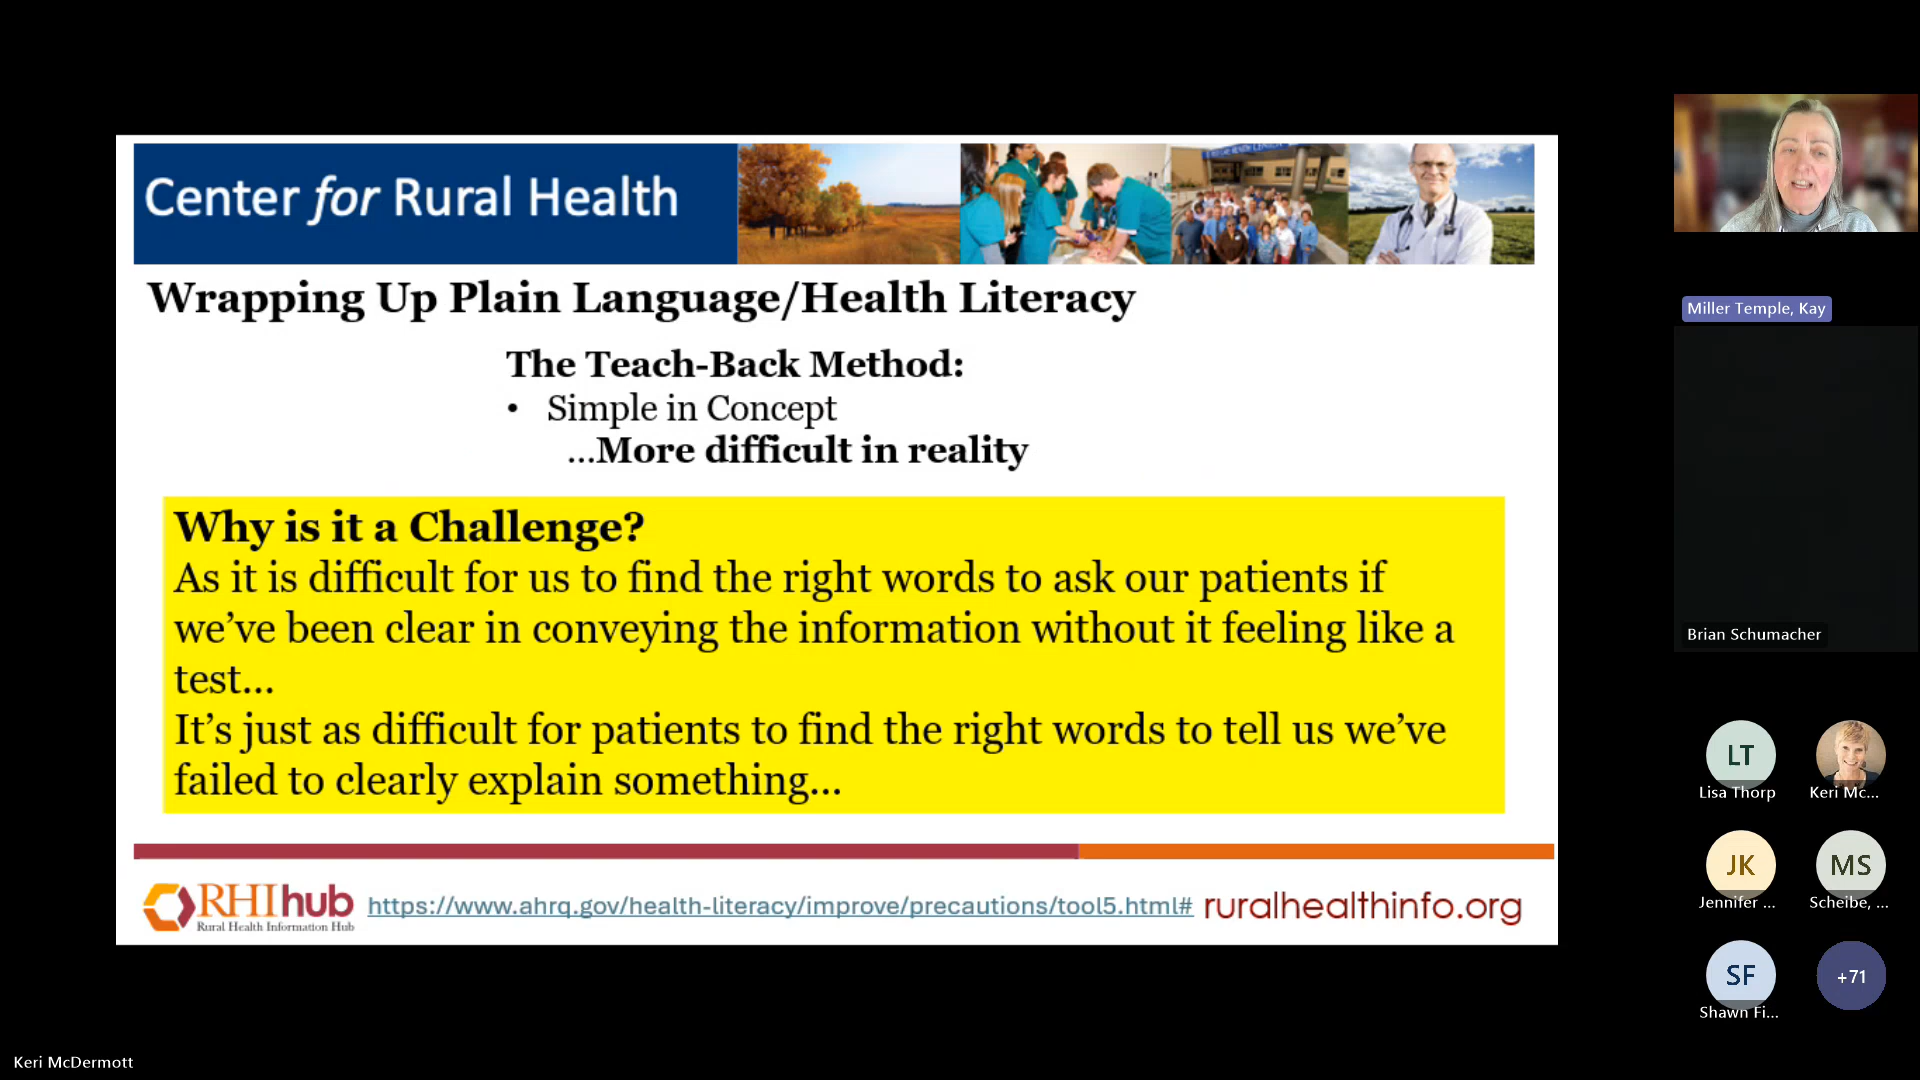 Center for Rural Health
Wrapping Up Plain Language/Health Literacy
The Teach-Back Method:
• Simple in Concept
...More difficult in reality
Why is it a Challenge?
As it is difficult for us to find the right words to ask our patients if
we’ve been clear in conveying the information without it feeling like a
test...
It’s just as difficult for patients to find the right words to tell us we’ve
failed to clearly explain something...
RHIhub
Rural Health Information Hub
https://www.ahrq.gov/health-literacy/improve/precautions/tool5.html#
ruralhealthinfo.org
Miller Temple, Kay
Brian Schumacher
LT
Lisa Thorp
Keri Mc...
JK
Jennifer ...
MS
Scheibe, ...
SF
Shawn Fi...
+71
Keri McDermott